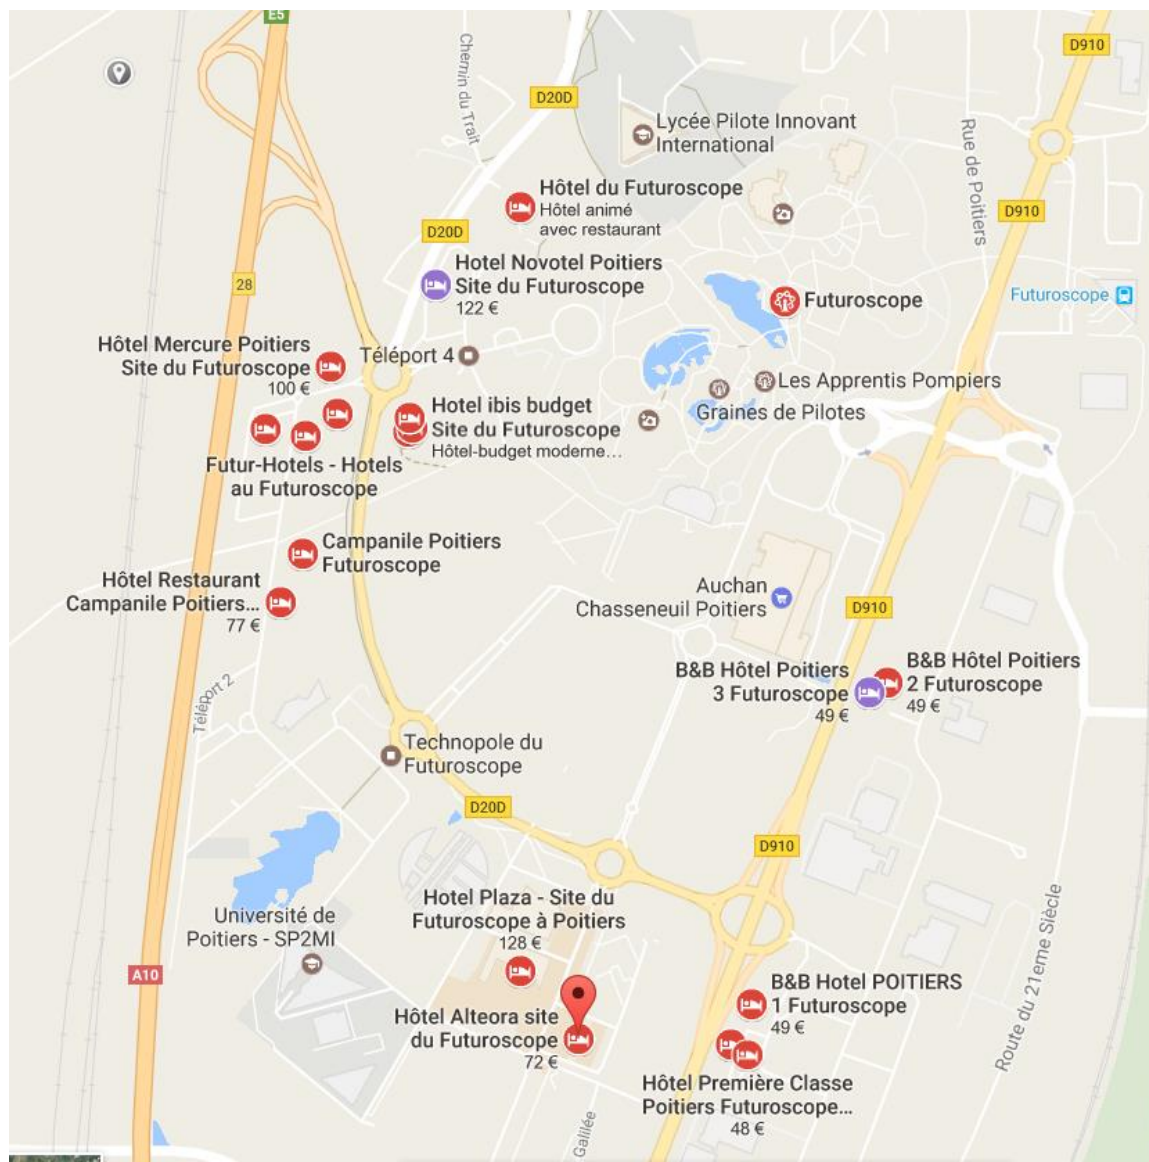 E5
D910
Chemin du Trait
D20D
Lycée Pilote Innovant
International
Rue de Poitiers
Hôtel du Futuroscope
Hôtel animé
avec restaurant
D910
D20D
Hotel Novotel Poitiers
Site du Futuroscope
122 €
28
Futuroscope
Futuroscope
Hôtel Mercure Poitiers
Site du Futuroscope
100 €
Téléport 4
Les Apprentis Pompiers
Graines de Pilotes
Hotel ibis budget
Site du Futuroscope
Hôtel-budget moderne…
Futur-Hotels - Hotels
au Futuroscope
Campanile Poitiers
Futuroscope
Hôtel Restaurant
Campanile Poitiers…
77 €
Auchan
Chasseneuil Poitiers
D910
B&B Hôtel Poitiers
3 Futuroscope
49 €
B&B Hôtel Poitiers
2 Futuroscope
49 €
Téléport 2
Technopole du
Futuroscope
D20D
D910
Hotel Plaza - Site du
Futuroscope à Poitiers
128 €
Université de
Poitiers - SP2MI
Route du 21eme Siècle
A10
B&B Hotel POITIERS
1 Futuroscope
49 €
Hôtel Alteora site
du Futuroscope
72 €
Hôtel Première Classe
Poitiers Futuroscope…
48 €
Galilée